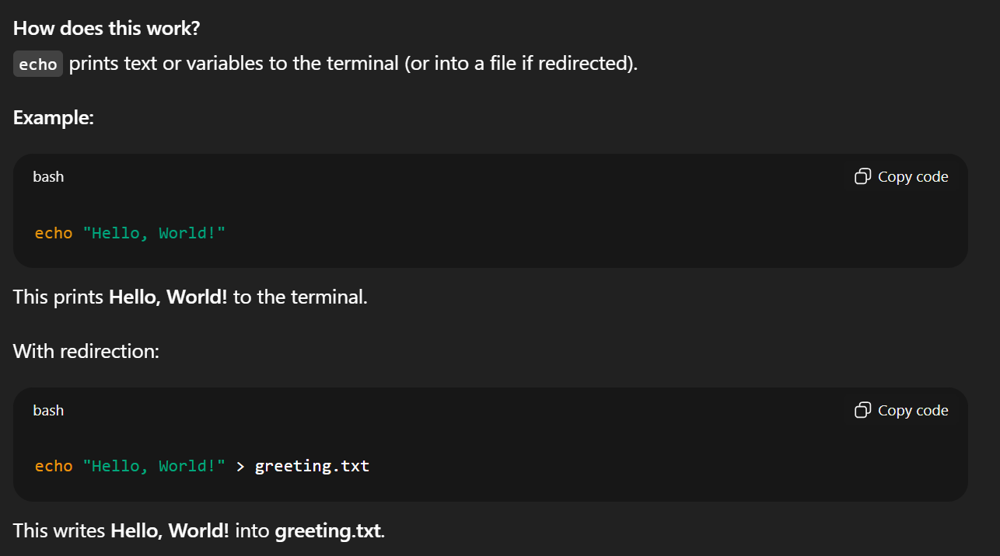 How does this work?
echo prints text or variables to the terminal (or into a file if redirected).
Example:
bash
Copy code
echo "Hello, World!"
This prints Hello, World! to the terminal.
With redirection:
bash
Copy code
echo "Hello, World!" > greeting.txt
This writes Hello, World! into greeting.txt.